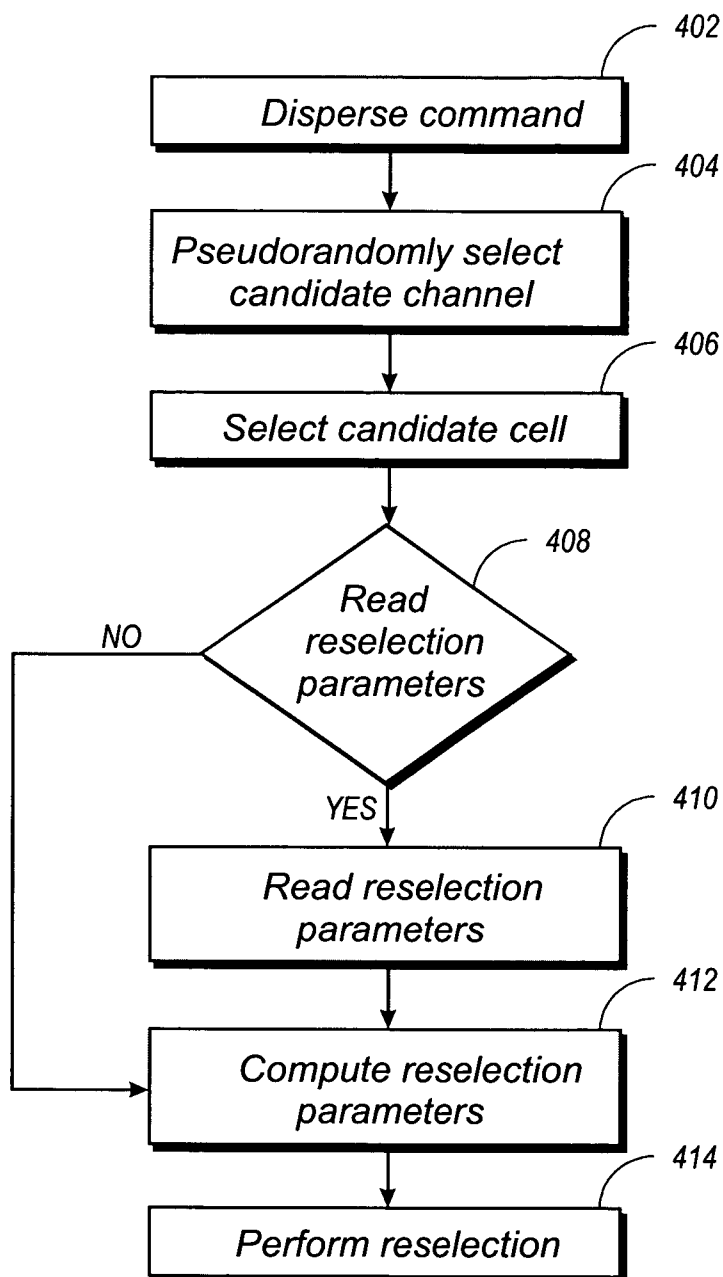 402
Disperse command
404
Pseudorandomly select
candidate channel
406
Select candidate cell
408
Read
reselection
parameters
NO
YES
410
Read reselection
parameters
412
Compute reselection
parameters
414
Perform reselection